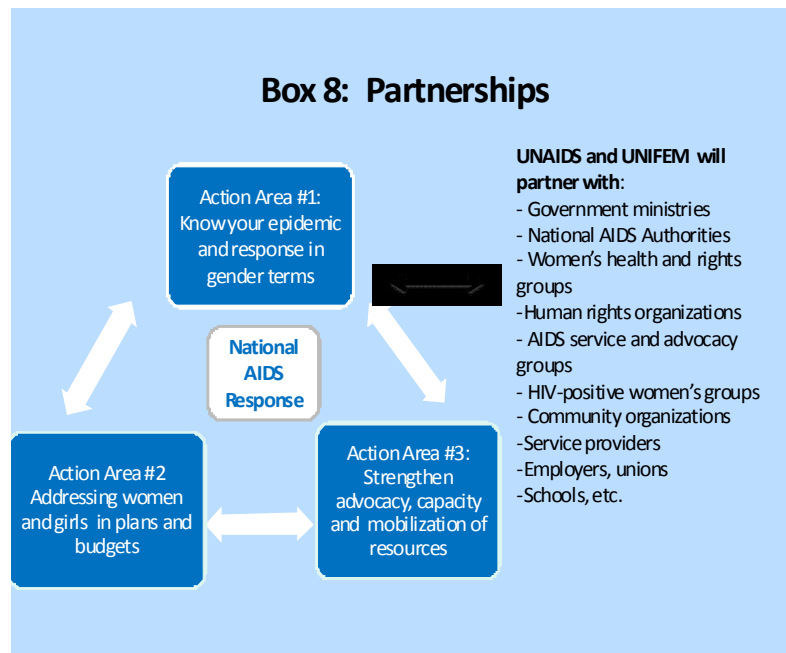 Box 8: Partnerships
Action Area #1:
Know your epidemic
and response in
gender terms
National
AIDS
Response
Action Area #2
Addressing women
and girls in plans and
budgets
Action Area #3:
Strengthen
advocacy, capacity
and mobilization of
resources
UNAIDS and UNIFEM will
partner with:
- Government ministries
- National AIDS Authorities
- Women’s health and rights
groups
-Human rights organizations
- AIDS service and advocacy
groups
- HIV-positive women’s groups
- Community organizations
-Service providers
-Employers, unions
-Schools, etc.